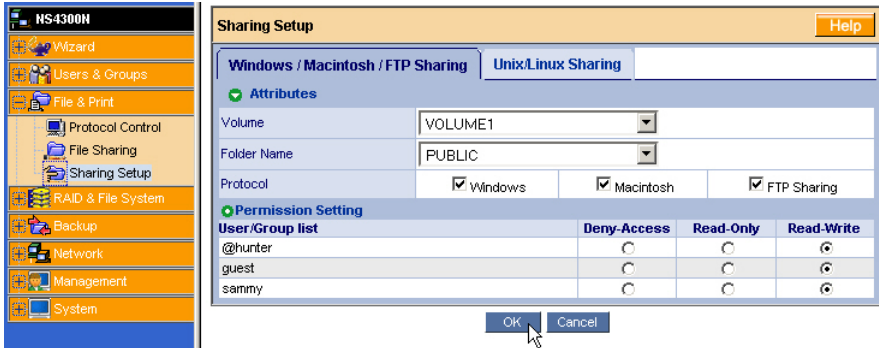 NS4300N
Wizard
Users & Groups
File & Print
Protocol Control
File Sharing
Sharing Setup
RAID & File System
Backup
Network
Management
System
Sharing Setup
Help
Windows / Macintosh / FTP Sharing
Unix/Linux Sharing
Attributes
Volume VOLUME1
Folder Name PUBLIC
Protocol Windows Macintosh FTP Sharing
Permission Setting
User/Group list Deny-Access Read-Only Read-Write
@hunter
guest
sammy
OK Cancel